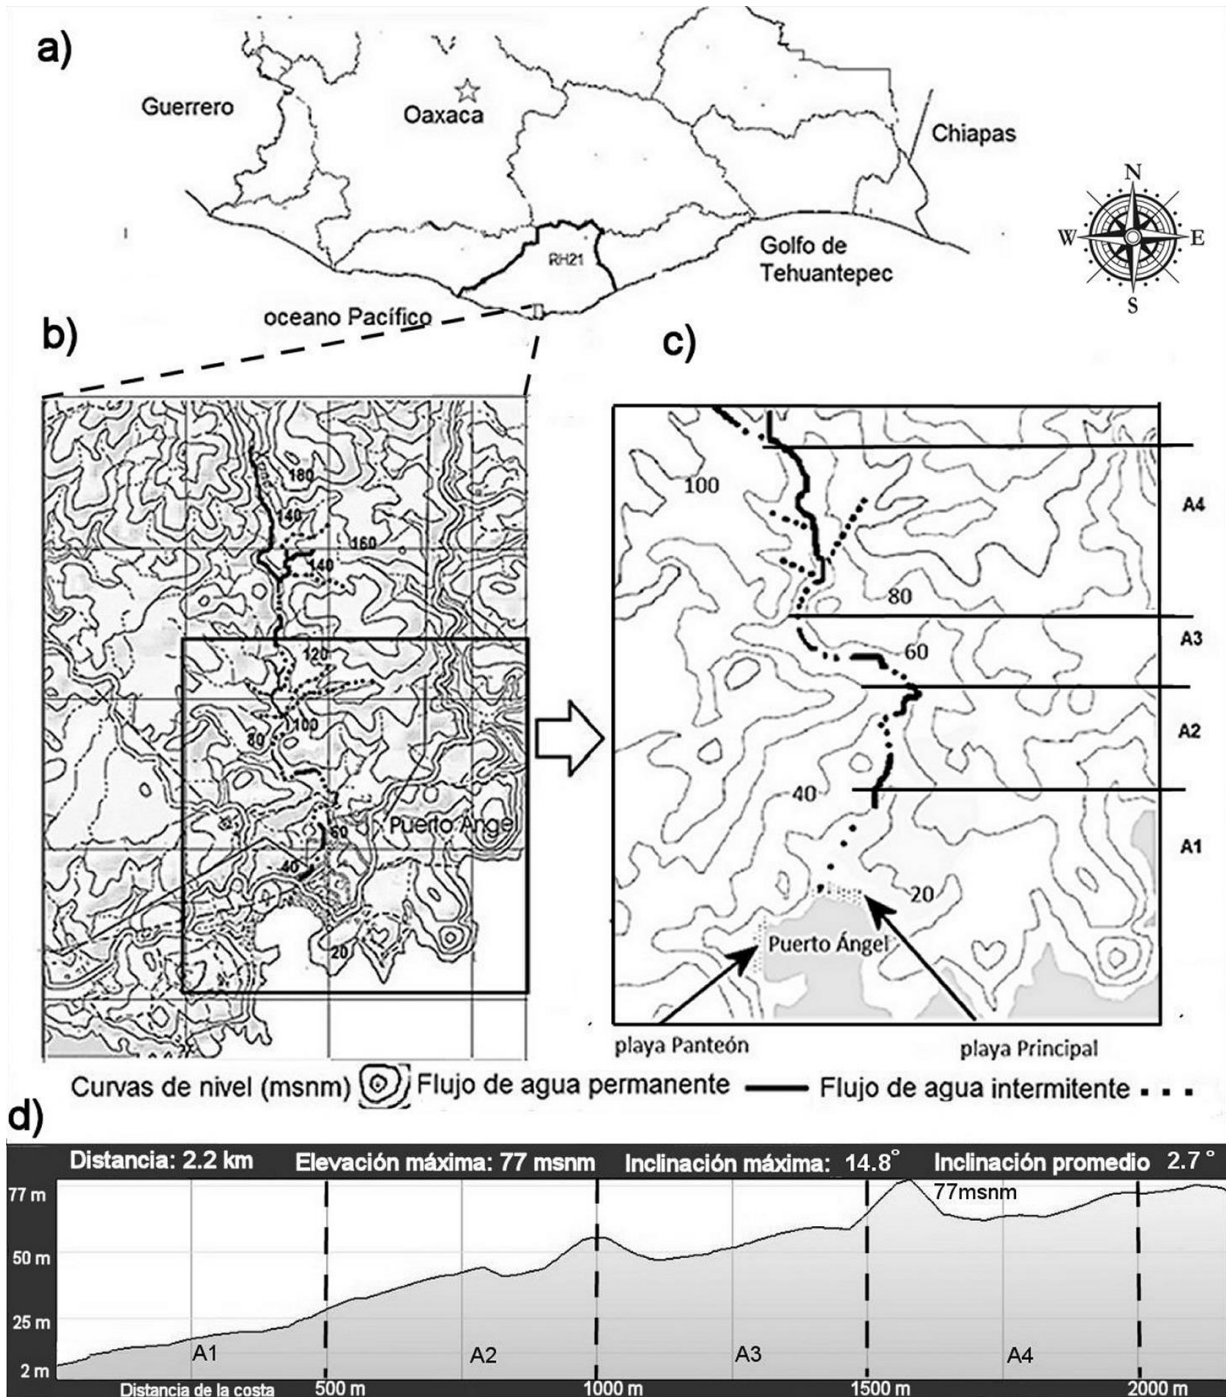 a)
Guerrero
Oaxaca
Chiapas
N
W
E
S
RH21
Golfo de
Tehuantepec
oceano Pacífico
b)
180
140
160
140
120
100
80
60
Puerto Ángel
40
20
c)
100
A4
80
A3
60
A2
40
A1
20
Puerto Ángel
playa Panteón
playa Principal
Curvas de nivel (msnm) Flujo de agua permanente Flujo de agua intermitente
d)
Distancia: 2.2 km Elevación máxima: 77 msnm Inclinación máxima: 14.8° Inclinación promedio 2.7 °
77 m
77msnm
50 m
25 m
2 m
A1
A2
A3
A4
Distancia de la costa 500 m 1000 m 1500 m 2000 m